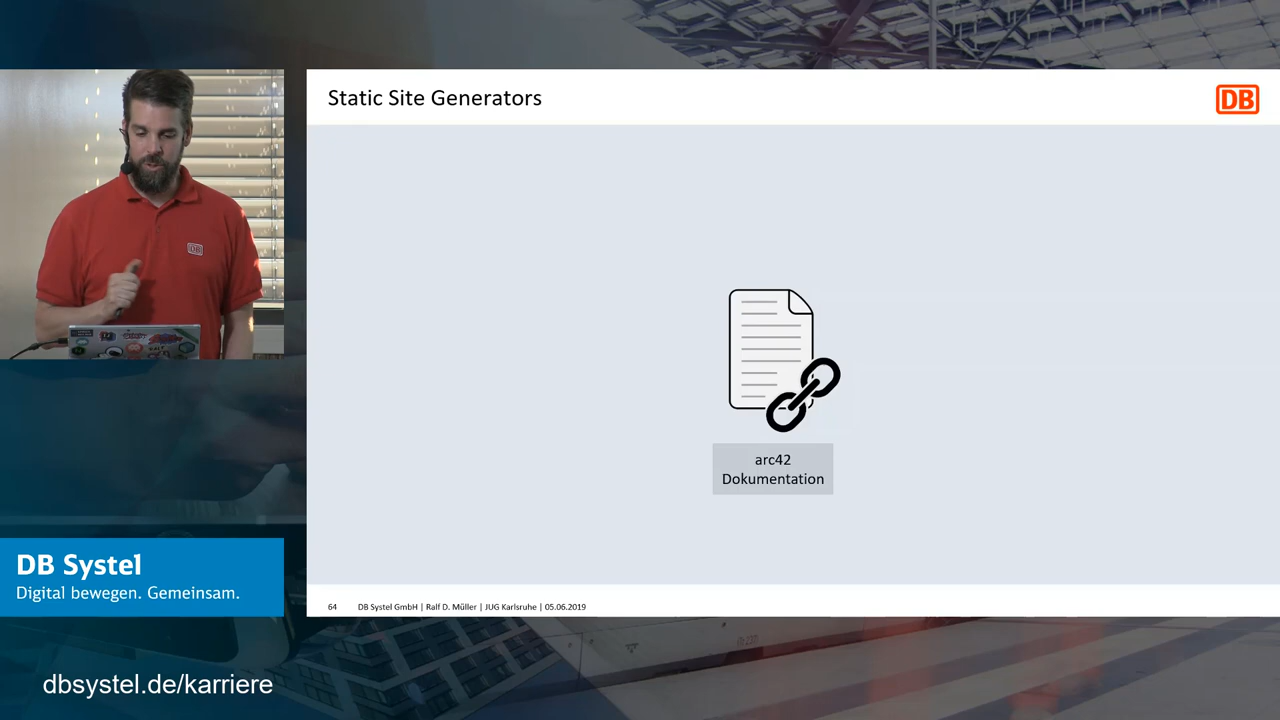 Static Site Generators
DB
DB
arc42
Dokumentation
DB Systel
Digital bewegen. Gemeinsam.
64 DB Systel GmbH | Ralf D. Müller | JUG Karlsruhe | 05.06.2019
dbsystel.de/karriere